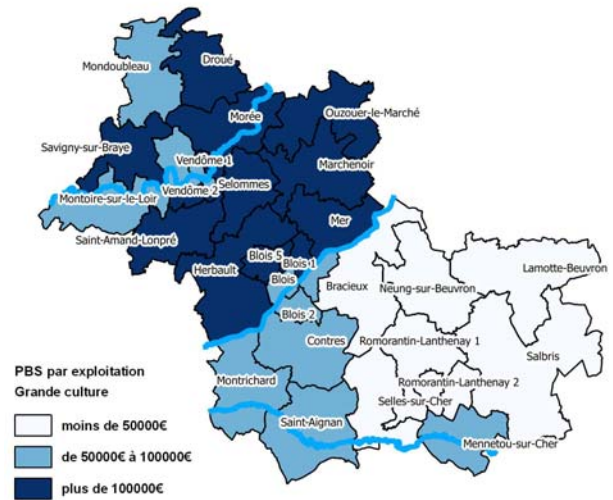 Mondoubleau
Droué
Morée
Ouzouer-le-Marché
Savigny-sur-Braye
Vendôme 1
Marchenoir
Vendôme 2
Selommes
Montoire-sur-le-Loir
Mer
Saint-Amand-Lonpré
Blois 5
Blois 1
Herbault
Blois
Bracieux
Neung-sur-Beuvron
Lamotte-Beuvron
Blois 2
Contres
Romorantin-Lanthenay 1
Salbris
Montrichard
Romorantin-Lanthenay 2
Selles-sur-Cher
Saint-Aignan
Mennetou-sur-Cher
PBS par exploitation
Grande culture
moins de 50000€
de 50000€ à 100000€
plus de 100000€